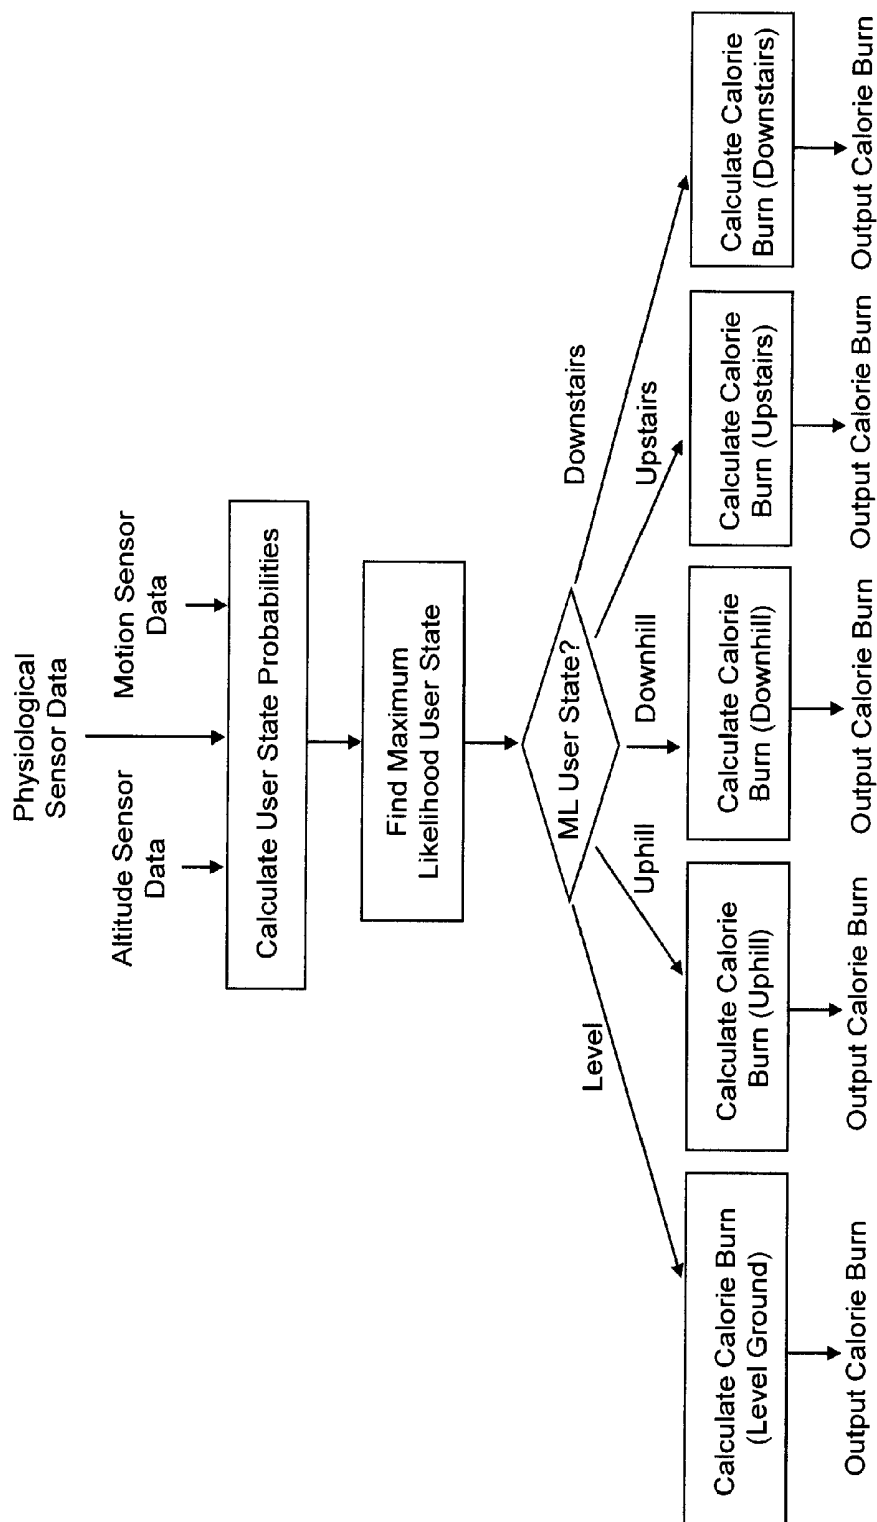 Physiological
Sensor Data
Altitude Sensor
Data
Motion Sensor
Data
Calculate User State Probabilities
Find Maximum
Likelihood User State
ML User State?
Level
Uphill
Downhill
Upstairs
Downstairs
Calculate Calorie Burn
(Level Ground)
Calculate Calorie
Burn (Uphill)
Calculate Calorie
Burn (Downhill)
Calculate Calorie
Burn (Upstairs)
Calculate Calorie
Burn (Downstairs)
Output Calorie Burn
Output Calorie Burn
Output Calorie Burn
Output Calorie Burn
Output Calorie Burn